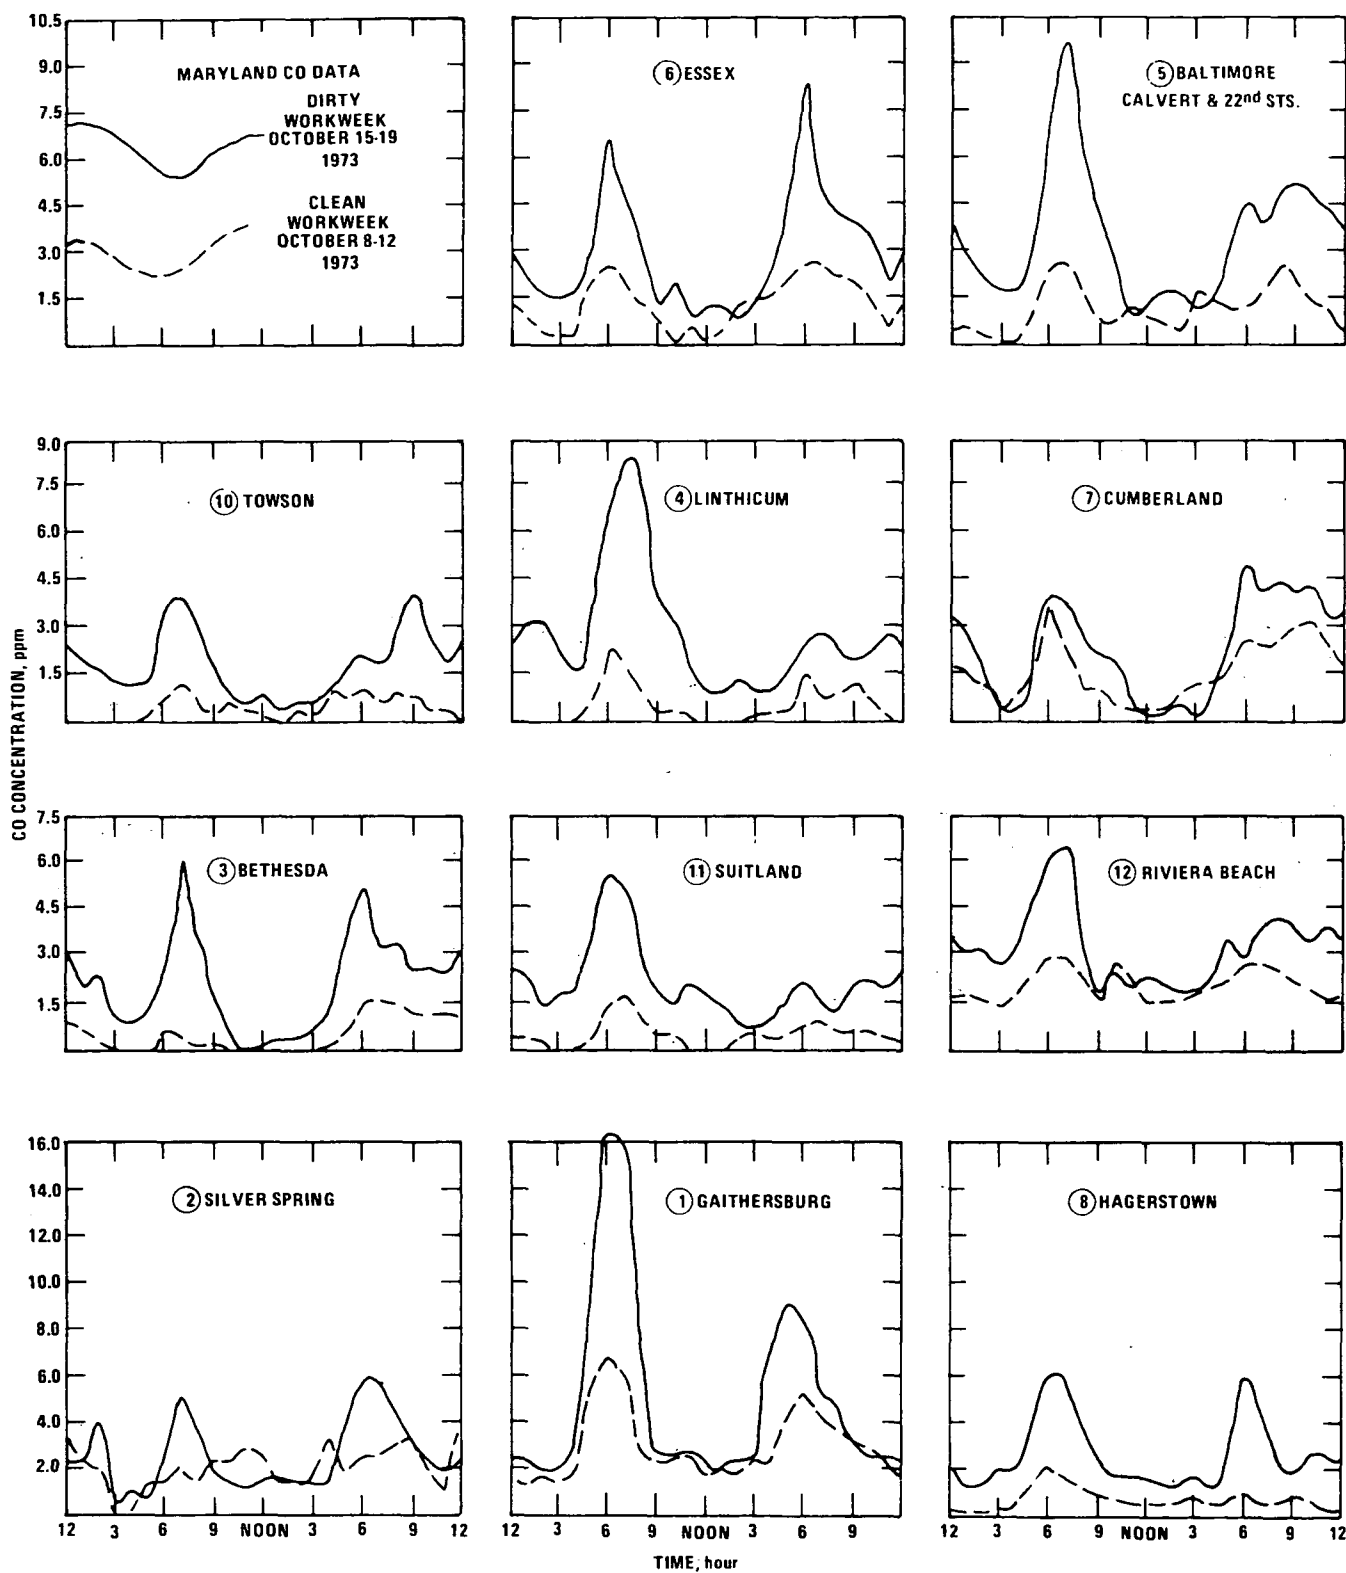 10.5
9.0
7.5
6.0
4.5
3.0
1.5
MARYLAND CO DATA
DIRTY
WORKWEEK
OCTOBER 15-19
1973
CLEAN
WORKWEEK
OCTOBER 8-12
1973
6 ESSEX
5 BALTIMORE
CALVERT & 22nd STS.
CO CONCENTRATION, ppm
9.0
7.5
6.0
4.5
3.0
1.5
10 TOWSON
4 LINTHICUM
7 CUMBERLAND
7.5
6.0
4.5
3.0
1.5
3 BETHESDA
11 SUITLAND
12 RIVIERA BEACH
16.0
14.0
12.0
10.0
8.0
6.0
4.0
2.0
2 SILVER SPRING
1 GAITHERSBURG
8 HAGERSTOWN
12 3 6 9 NOON 3 6 9 12
12 3 6 9 NOON 3 6 9
12 3 6 9 NOON 3 6 9 12
TIME, hour